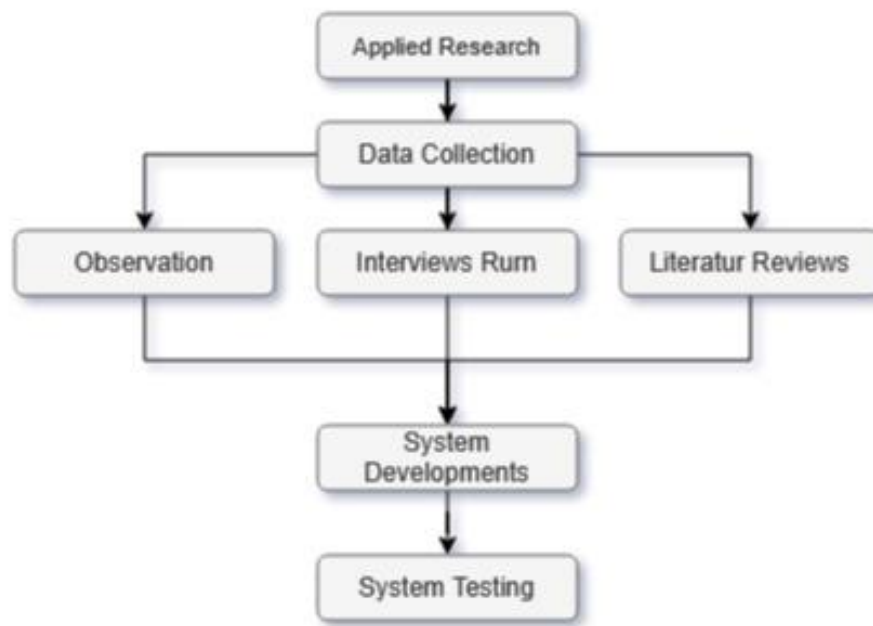 Applied Research
Data Collection
Observation
Interviews Rurn
Literatur Reviews
System
Developments
System Testing